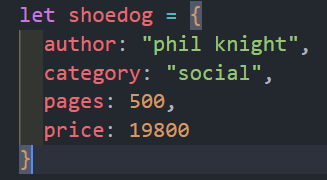 let shoedog = {
  author: "phil knight",
  category: "social",
  pages: 500,
  price: 19800
}